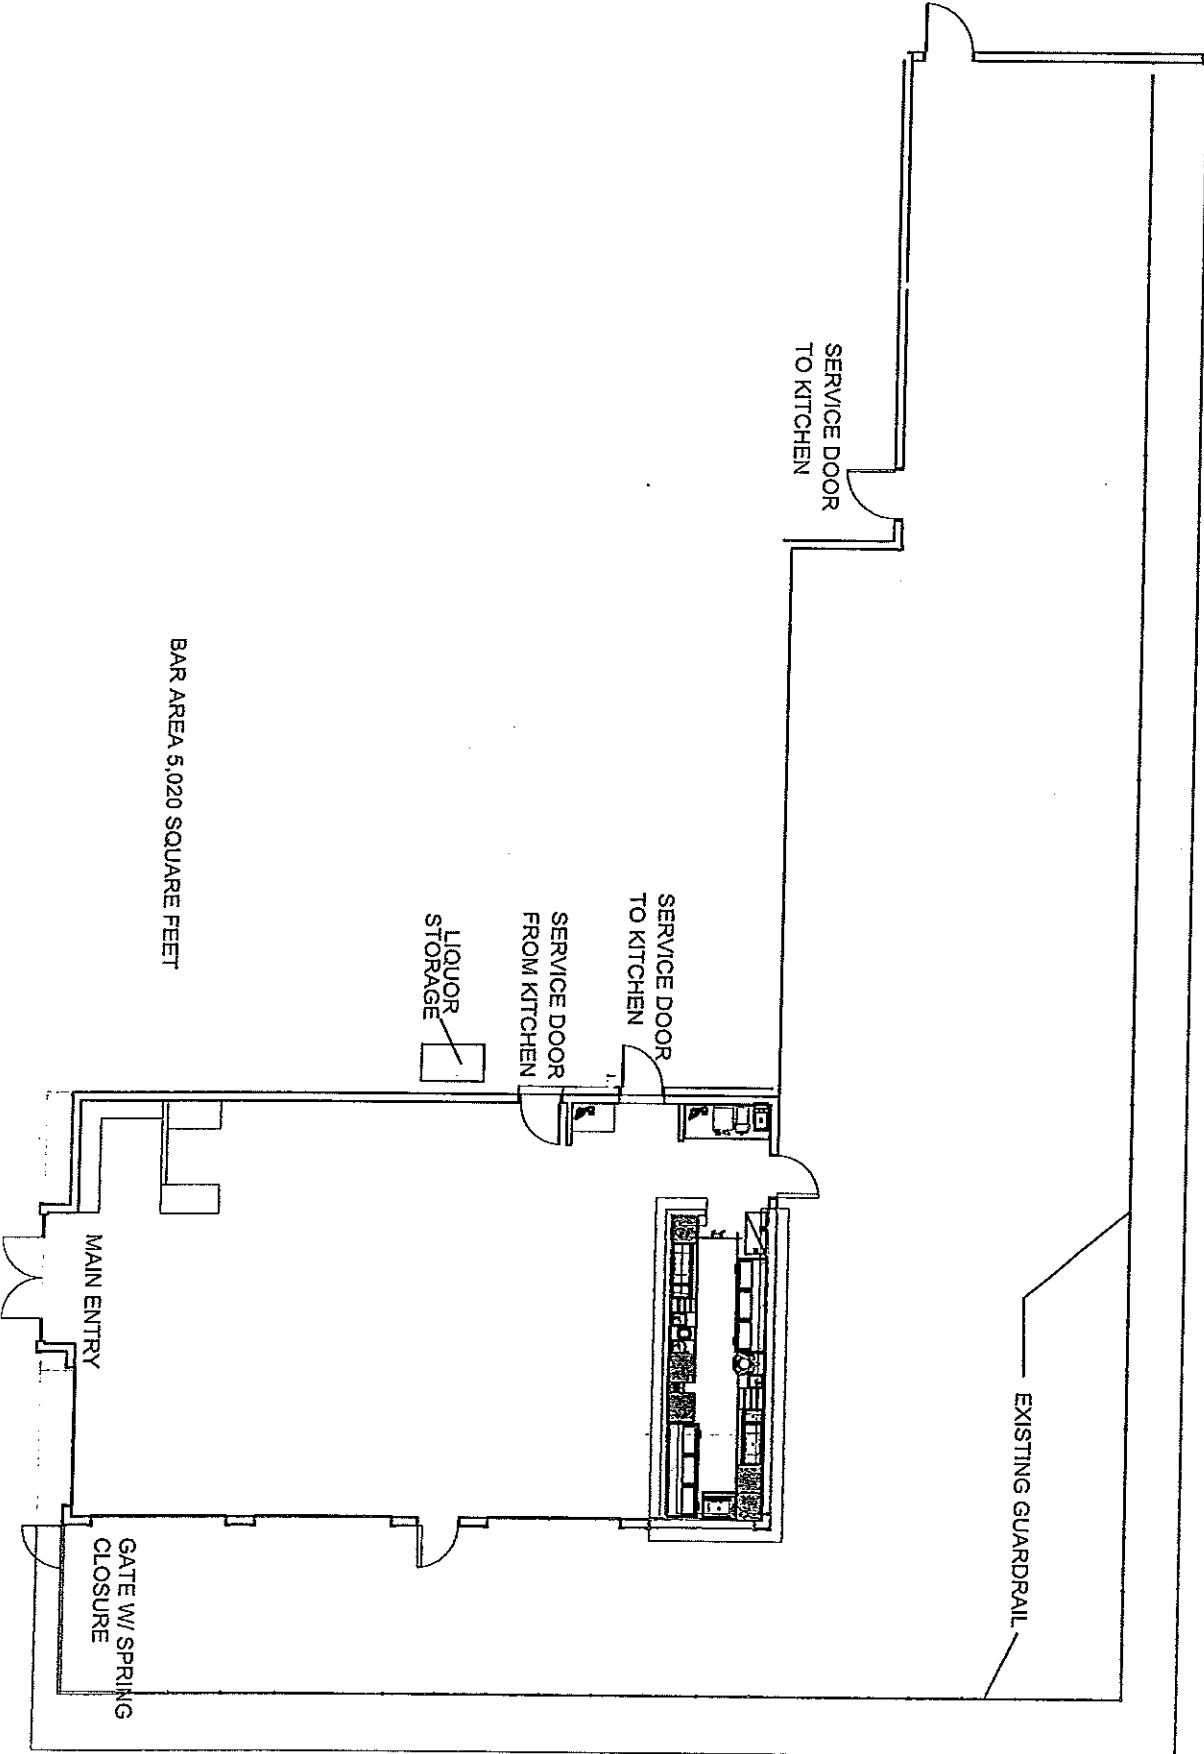 SERVICE DOOR
TO KITCHEN
BAR AREA 5,020 SQUARE FEET
SERVICE DOOR
TO KITCHEN
SERVICE DOOR
FROM KITCHEN
LIQUOR
STORAGE
MAIN ENTRY
EXISTING GUARDRAIL
GATE W/ SPRING
CLOSURE